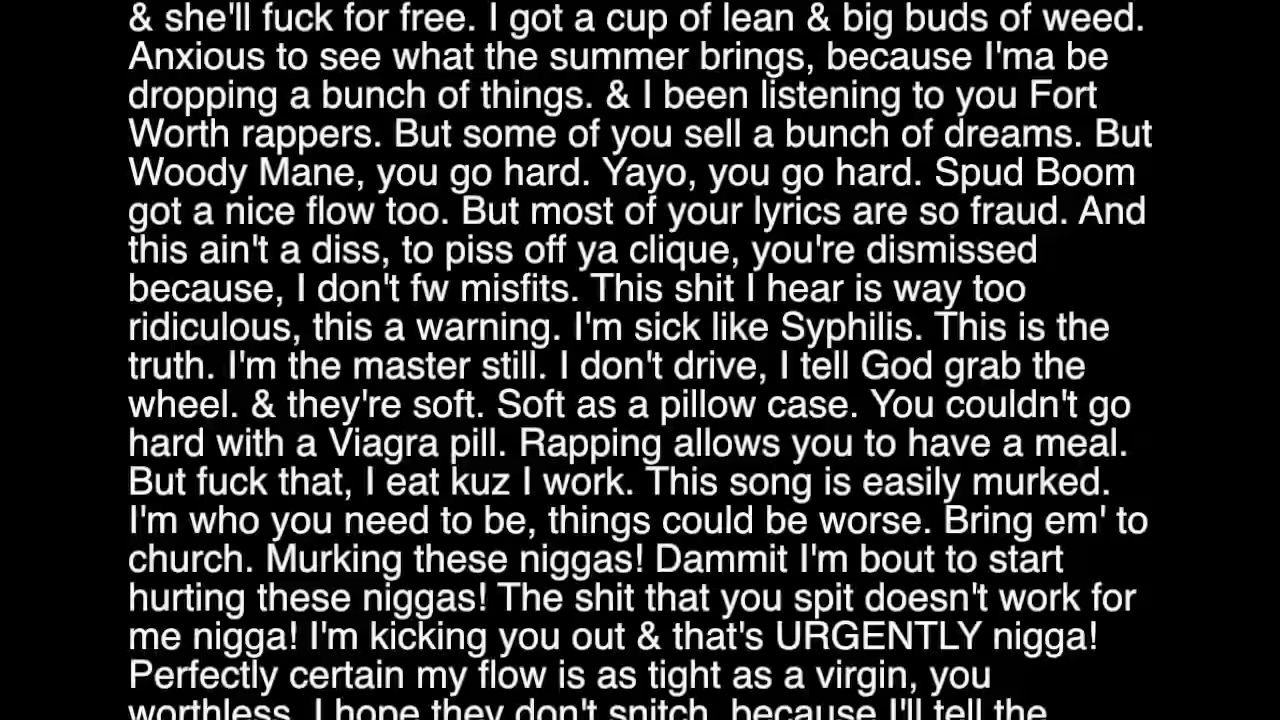 & she'll fuck for free. I got a cup of lean & big buds of weed.
Anxious to see what the summer brings, because I'ma be
dropping a bunch of things. & I been listening to you Fort
Worth rappers. But some of you sell a bunch of dreams. But
Woody Mane, you go hard. Yayo, you go hard. Spud Boom
got a nice flow too. But most of your lyrics are so fraud. And
this ain't a diss, to piss off ya clique, you're dismissed
because, I don't fw misfits. This shit I hear is way too
ridiculous, this a warning. I'm sick like Syphilis. This is the
truth. I'm the master still. I don't drive, I tell God grab the
wheel. & they're soft. Soft as a pillow case. You couldn't go
hard with a Viagra pill. Rapping allows you to have a meal.
But fuck that, I eat kuz I work. This song is easily murked.
I'm who you need to be, things could be worse. Bring em' to
church. Murking these niggas! Dammit I'm bout to start
hurting these niggas! The shit that you spit doesn't work for
me nigga! I'm kicking you out & that's URGENTLY nigga!
Perfectly certain my flow is as tight as a virgin, you
worthless. I hope they don't snitch, because I'll tell the